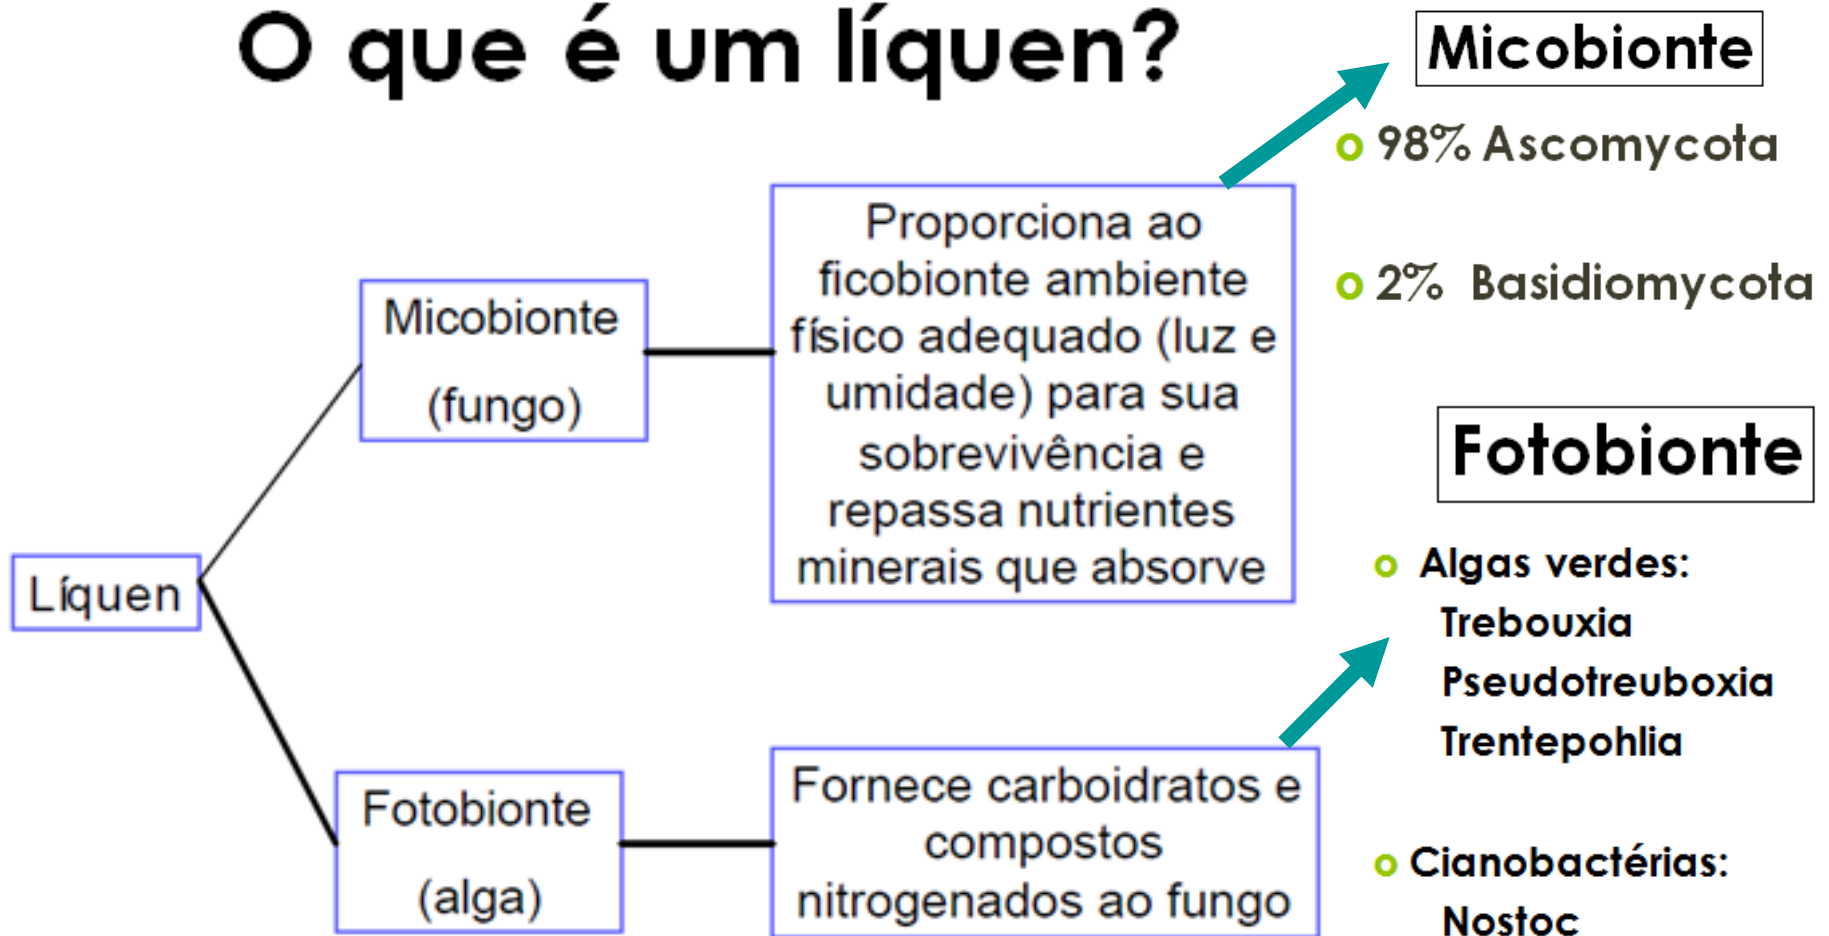 O que é um líquen?
Líquen
Micobionte
(fungo)
Proporciona ao
ficobionte ambiente
físico adequado (luz e
umidade) para sua
sobrevivência e
repassa nutrientes
minerais que absorve
Fotobionte
(alga)
Fornece carboidratos e
compostos
nitrogenados ao fungo
Micobionte
98% Ascomycota
2% Basidiomycota
Fotobionte
Algas verdes:
Trebouxia
Pseudotreuboxia
Trentepohlia
Cianobactérias:
Nostoc